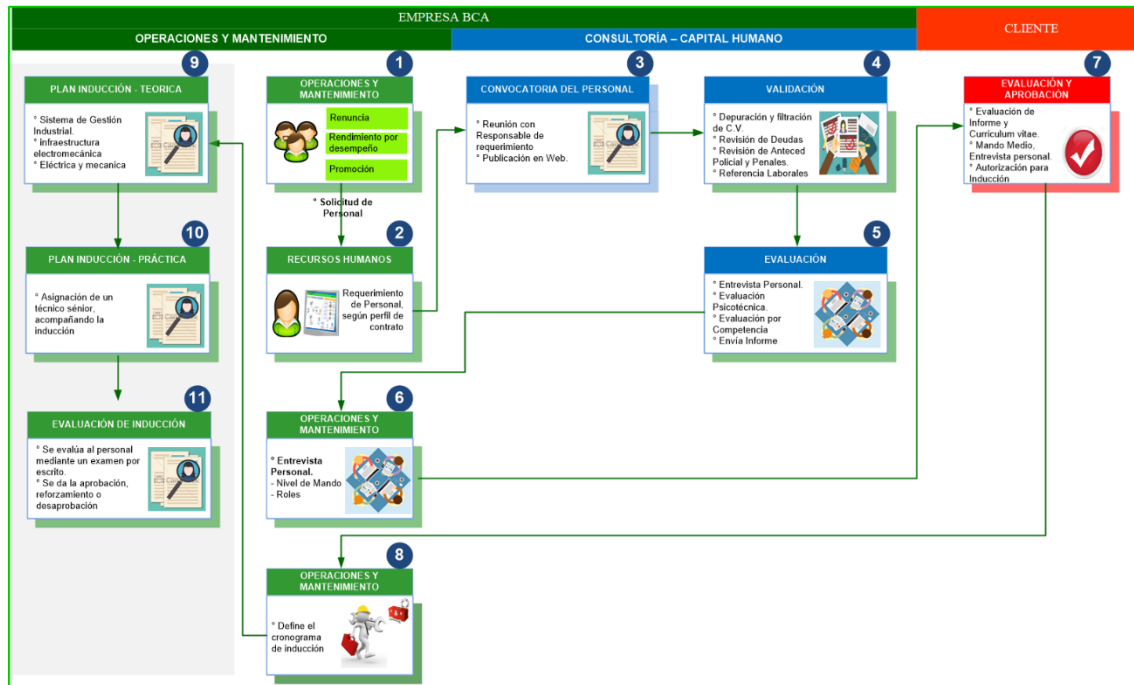 EMPRESA BCA
CLIENTE
OPERACIONES Y MANTENIMIENTO
CONSULTORÍA – CAPITAL HUMANO
9
PLAN INDUCCIÓN - TEORICA
° Sistema de Gestión
Industrial.
° infraestructura
electromecánica
° Eléctrica y mecanica
1
OPERACIONES Y
MANTENIMIENTO
Renuncia
Rendimiento por
desempeño
Promoción
° Solicitud de
Personal
3
CONVOCATORIA DEL PERSONAL
° Reunión con
Responsable de
requerimiento
° Publicación en Web.
4
VALIDACIÓN
° Depuración y filtración
de C.V.
° Revisión de Deudas
° Revisión de Anteced
Policial y Penales.
° Referencia Laborales
7
EVALUACIÓN Y
APROBACIÓN
° Evaluación de
Informe y
Curriculum vitae.
° Mando Medio,
Entrevista personal.
° Autorización para
Inducción
10
PLAN INDUCCIÓN - PRÁCTICA
° Asignación de un
técnico sénior,
acompañando la
inducción
2
RECURSOS HUMANOS
Requerimiento
de Personal,
según perfil de
contrato
5
EVALUACIÓN
° Entrevista Personal.
° Evaluación
Psicotécnica.
° Evaluación por
Competencia
° Envía Informe
11
EVALUACIÓN DE INDUCCIÓN
° Se evalúa al personal
mediante un examen por
escrito.
° Se da la aprobación,
reforzamiento o
desaprobación
6
OPERACIONES Y
MANTENIMIENTO
° Entrevista
Personal.
- Nivel de Mando
- Roles
8
OPERACIONES Y
MANTENIMIENTO
° Define el
cronograma
de inducción